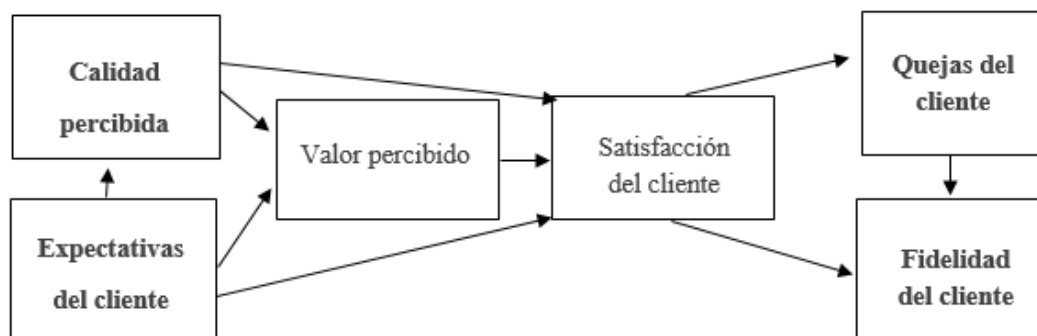 Calidad
percibida
Expectativas
del cliente
Valor percibido
Satisfacción
del cliente
Quejas del
cliente
Fidelidad
del cliente